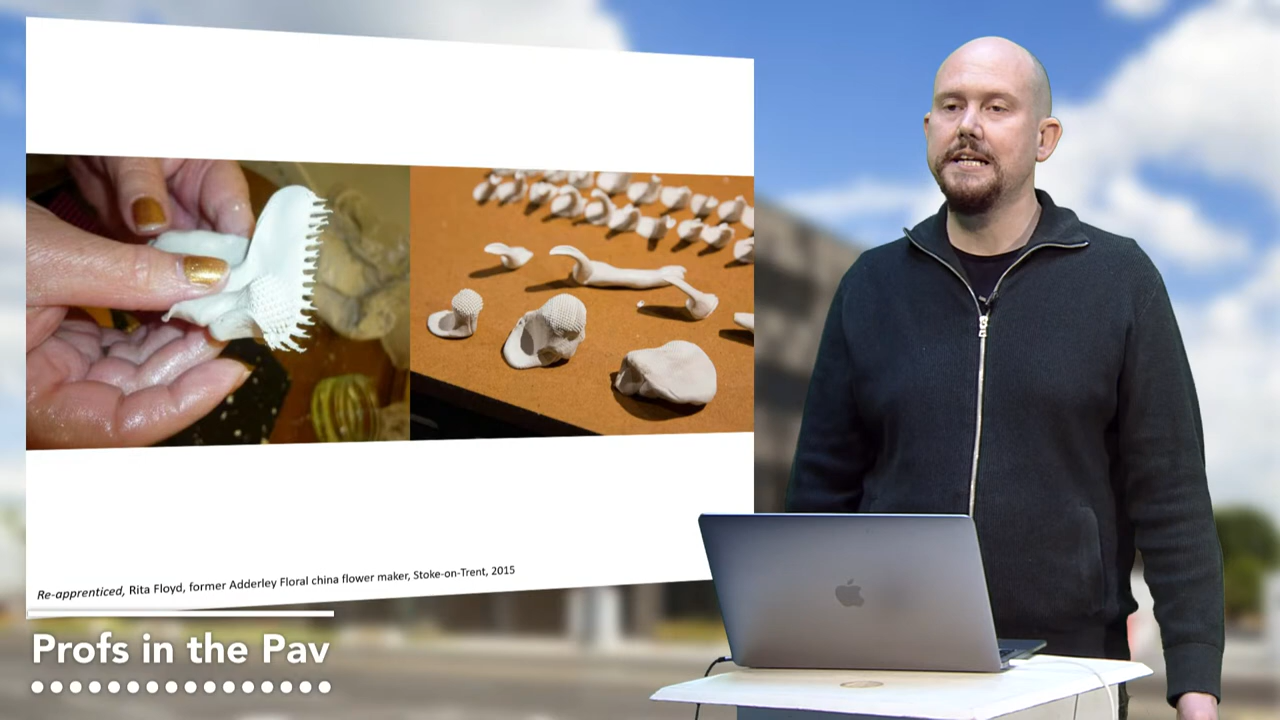 Re-apprenticed, Rita Floyd, former Adderley Floral china flower maker, Stoke-on-Trent, 2015
Profs in the Pav